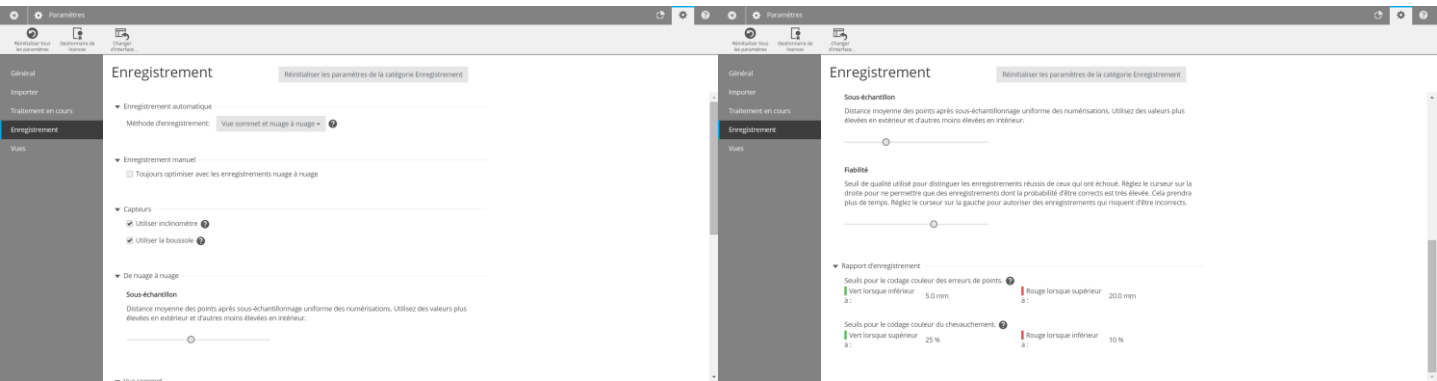 Paramètres
Réinitialiser tous les paramètres
Gestionnaire de licences
Changer d'interface...
Général
Importer
Traitement en cours
Enregistrement
Vues
Enregistrement
Réinitialiser les paramètres de la catégorie Enregistrement
Enregistrement automatique
Méthode d'enregistrement: Vue sommet et nuage à nuage
Enregistrement manuel
Toujours optimiser avec les enregistrements nuage à nuage
Capteurs
Utiliser inclinomètre
Utiliser la boussole
De nuage à nuage
Sous-échantillon
Distance moyenne des points après sous-échantillonnage uniforme des numérisations. Utilisez des valeurs plus
élevées en extérieur et d'autres moins élevées en intérieur.
Vue sommet
Paramètres
Réinitialiser tous les paramètres
Gestionnaire de licences
Changer d'interface...
Général
Importer
Traitement en cours
Enregistrement
Vues
Enregistrement
Réinitialiser les paramètres de la catégorie Enregistrement
Sous-échantillon
Distance moyenne des points après sous-échantillonnage uniforme des numérisations. Utilisez des valeurs plus
élevées en extérieur et d'autres moins élevées en intérieur.
Fiabilité
Seuil de qualité utilisé pour distinguer les enregistrements réussis de ceux qui ont échoué. Réglez le curseur sur la
droite pour ne permettre que des enregistrements dont la probabilité d'être corrects est très élevée. Cela prendra
plus de temps. Réglez le curseur sur la gauche pour autoriser des enregistrements qui risquent d'être incorrects.
Rapport d'enregistrement
Seuils pour le codage couleur des erreurs de points.
Vert lorsque inférieur à : 5.0 mm
Rouge lorsque supérieur à : 20.0 mm
Seuils pour le codage couleur du chevauchement.
Vert lorsque supérieur à : 25 %
Rouge lorsque inférieur à : 10 %